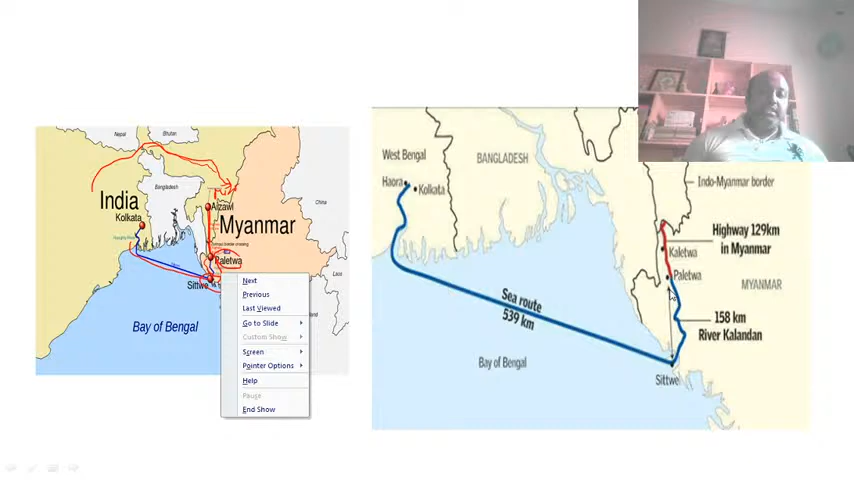 Nepal
Bhutan
Bangladesh
China
India
Aizawl
Kolkata
Myanmar
Paletwa
Sittwe
Laos
Bay of Bengal
Next
Previous
Last Viewed
Go to Slide
Custom Show
Screen
Pointer Options
Help
Pause
End Show
West Bengal
BANGLADESH
Haora
Kolkata
Indo-Myanmar border
Highway 129km
in Myanmar
Kaletwa
Paletwa
MYANMAR
Sea route
539 km
158 km
River Kalandan
Bay of Bengal
Sittwe